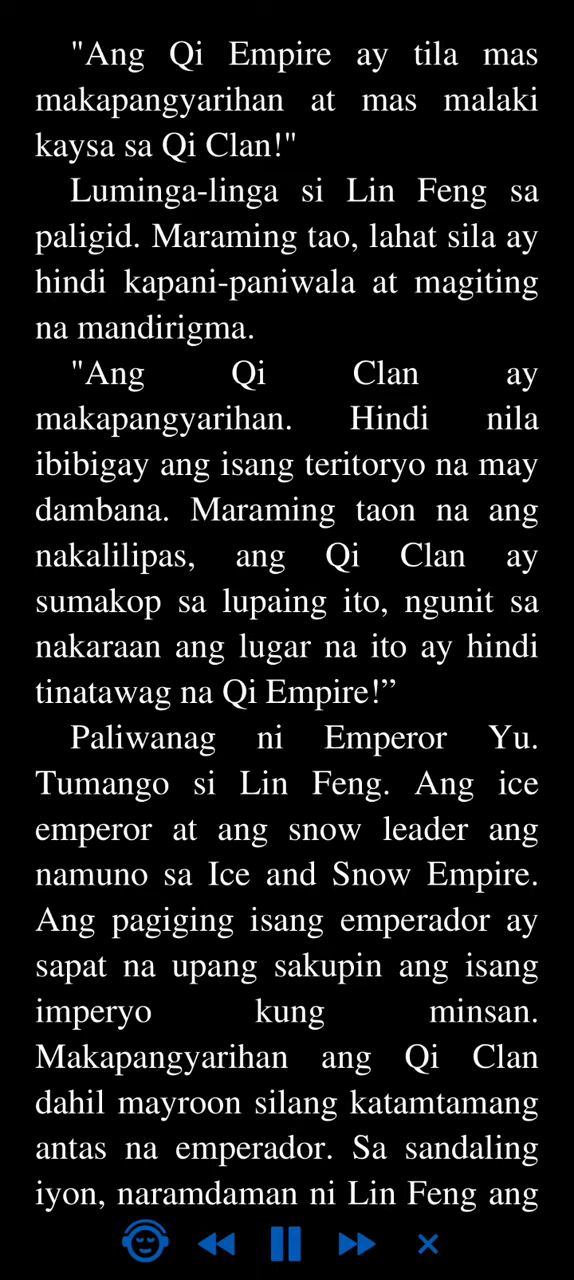 "Ang Qi Empire ay tila mas
makapangyarihan at mas malaki
kaysa sa Qi Clan!"
Luminga-linga si Lin Feng sa
paligid. Maraming tao, lahat sila ay
hindi kapani-paniwala at magiting
na mandirigma.
"Ang Qi Clan ay
makapangyarihan. Hindi nila
ibibigay ang isang teritoryo na may
dambana. Maraming taon na ang
nakalilipas, ang Qi Clan ay
sumakop sa lupaing ito, ngunit sa
nakaraan ang lugar na ito ay hindi
tinatawag na Qi Empire!”
Paliwanag ni Emperor Yu.
Tumango si Lin Feng. Ang ice
emperor at ang snow leader ang
namuno sa Ice and Snow Empire.
Ang pagiging isang emperador ay
sapat na upang sakupin ang isang
imperyo kung minsan.
Makapangyarihan ang Qi Clan
dahil mayroon silang katamtamang
antas na emperador. Sa sandaling
iyon, naramdaman ni Lin Feng ang